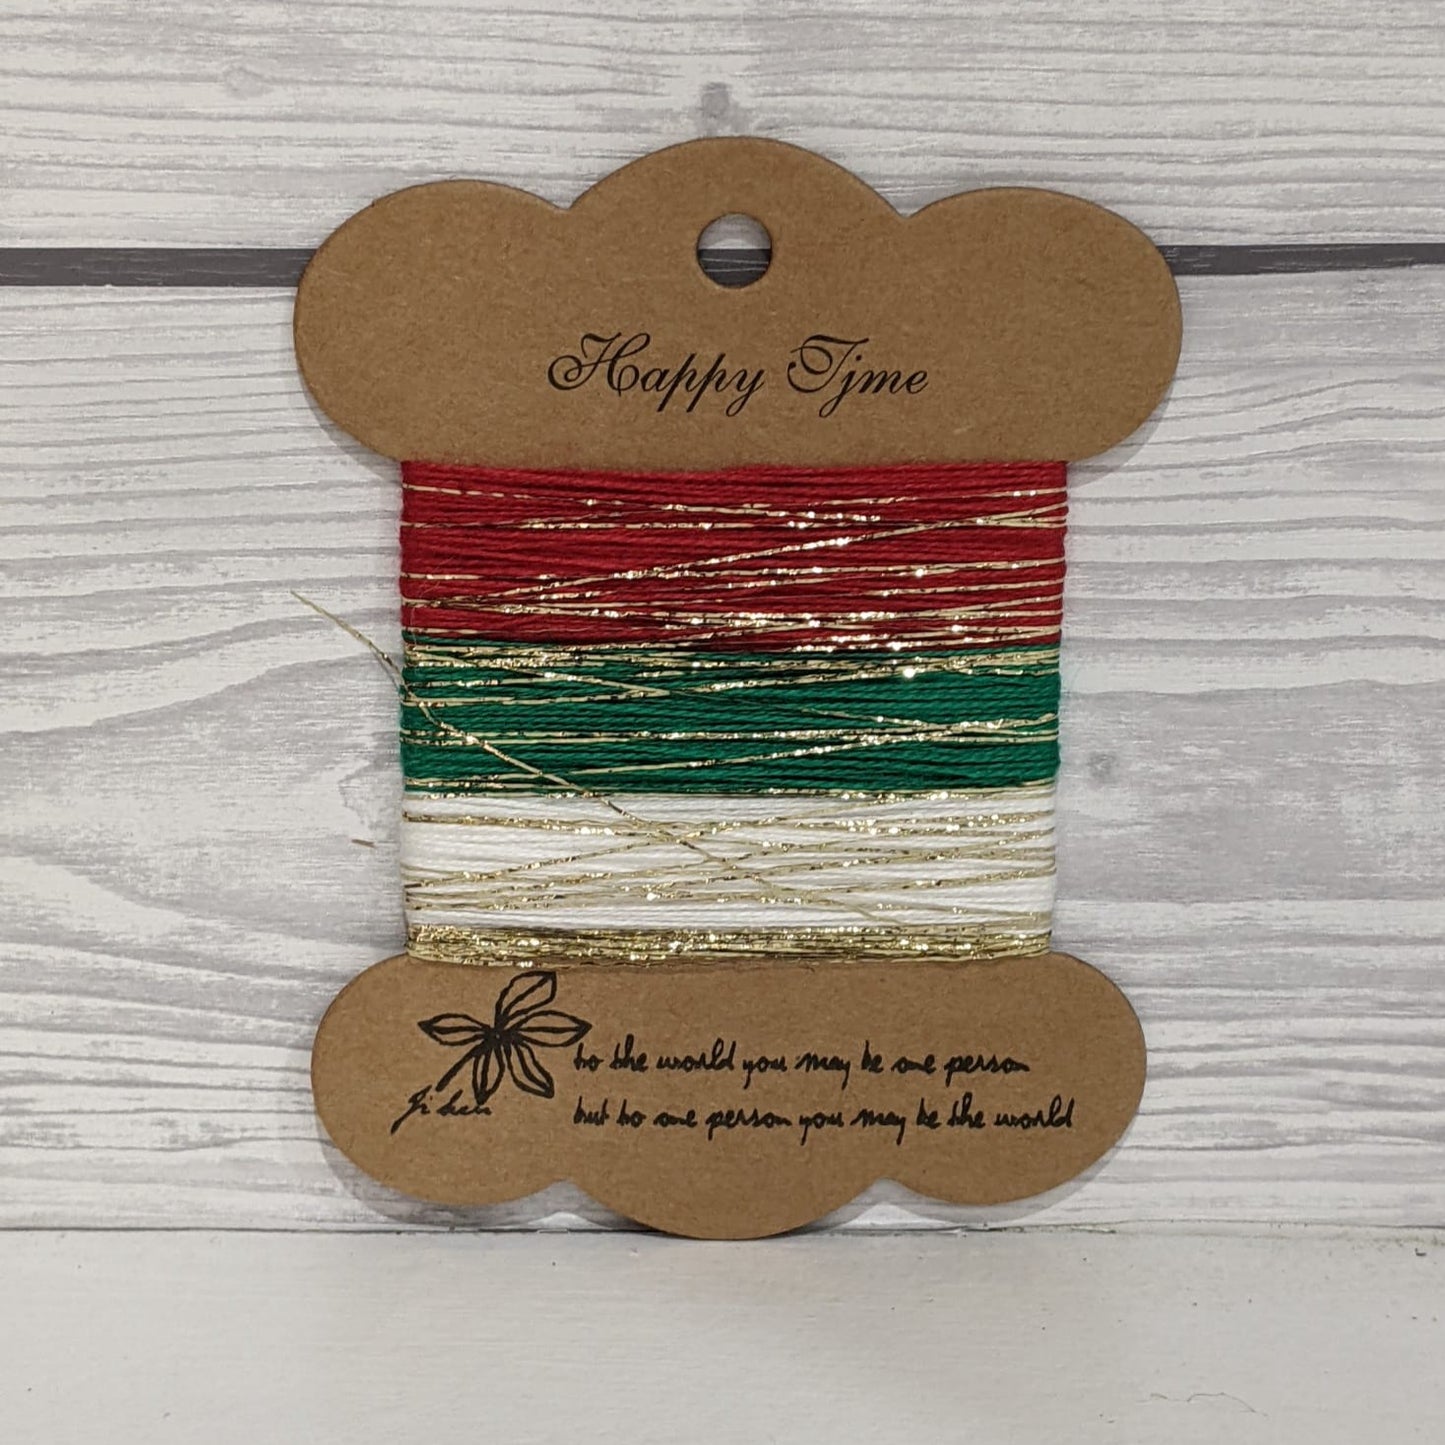 Happy Tjme
to the world you may be one person
but to one person you may be the world